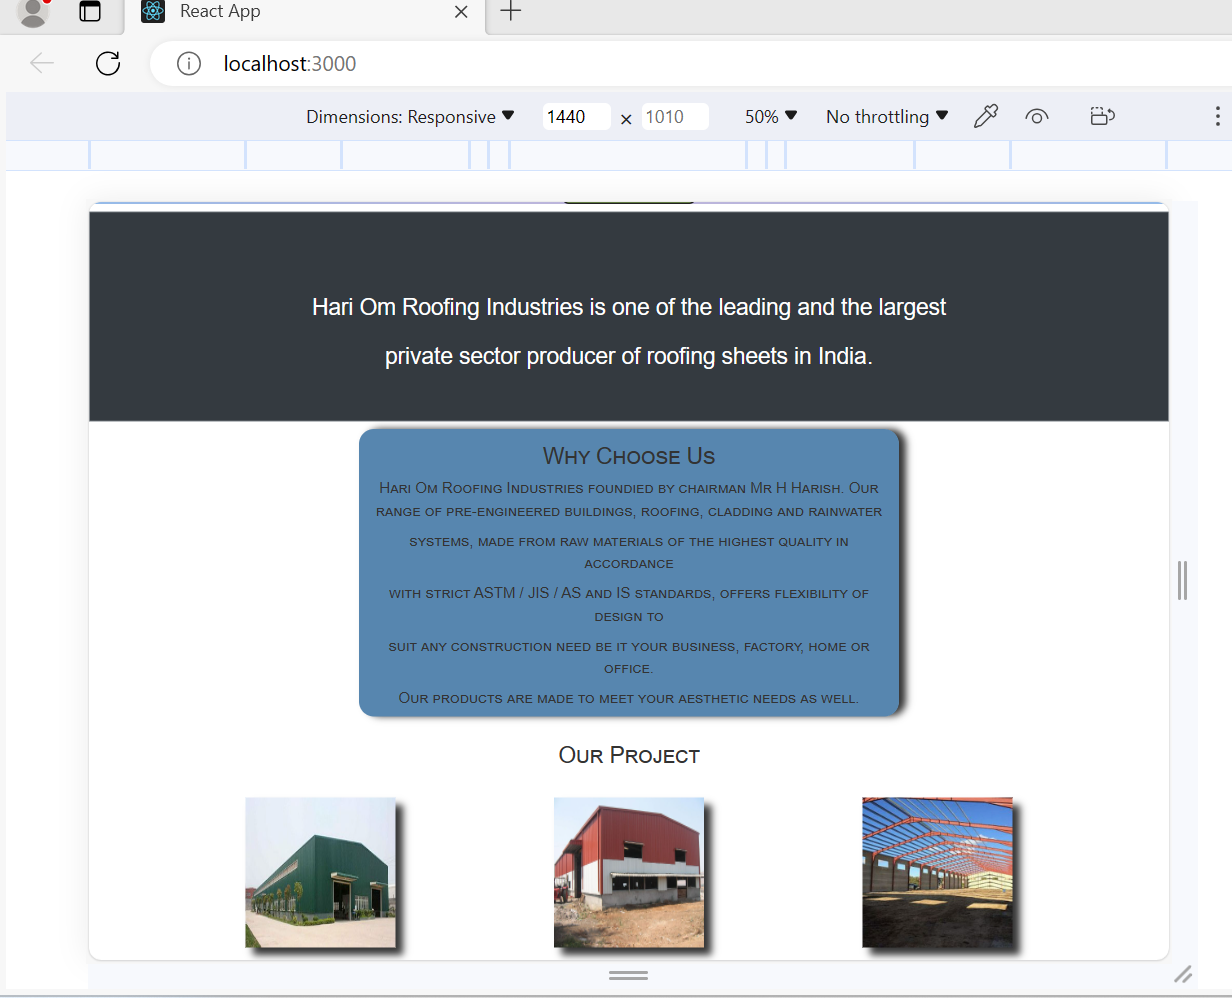 React App
localhost:3000
Dimensions: Responsive 1440 × 1010 50% No throttling
Hari Om Roofing Industries is one of the leading and the largest
private sector producer of roofing sheets in India.
Why Choose Us
Hari Om Roofing Industries foundied by chairman Mr H Harish. Our
range of pre-engineered buildings, roofing, cladding and rainwater
systems, made from raw materials of the highest quality in
accordance
with strict ASTM / JIS / AS and IS standards, offers flexibility of
design to
suit any construction need be it your business, factory, home or
office.
Our products are made to meet your aesthetic needs as well.
Our Project